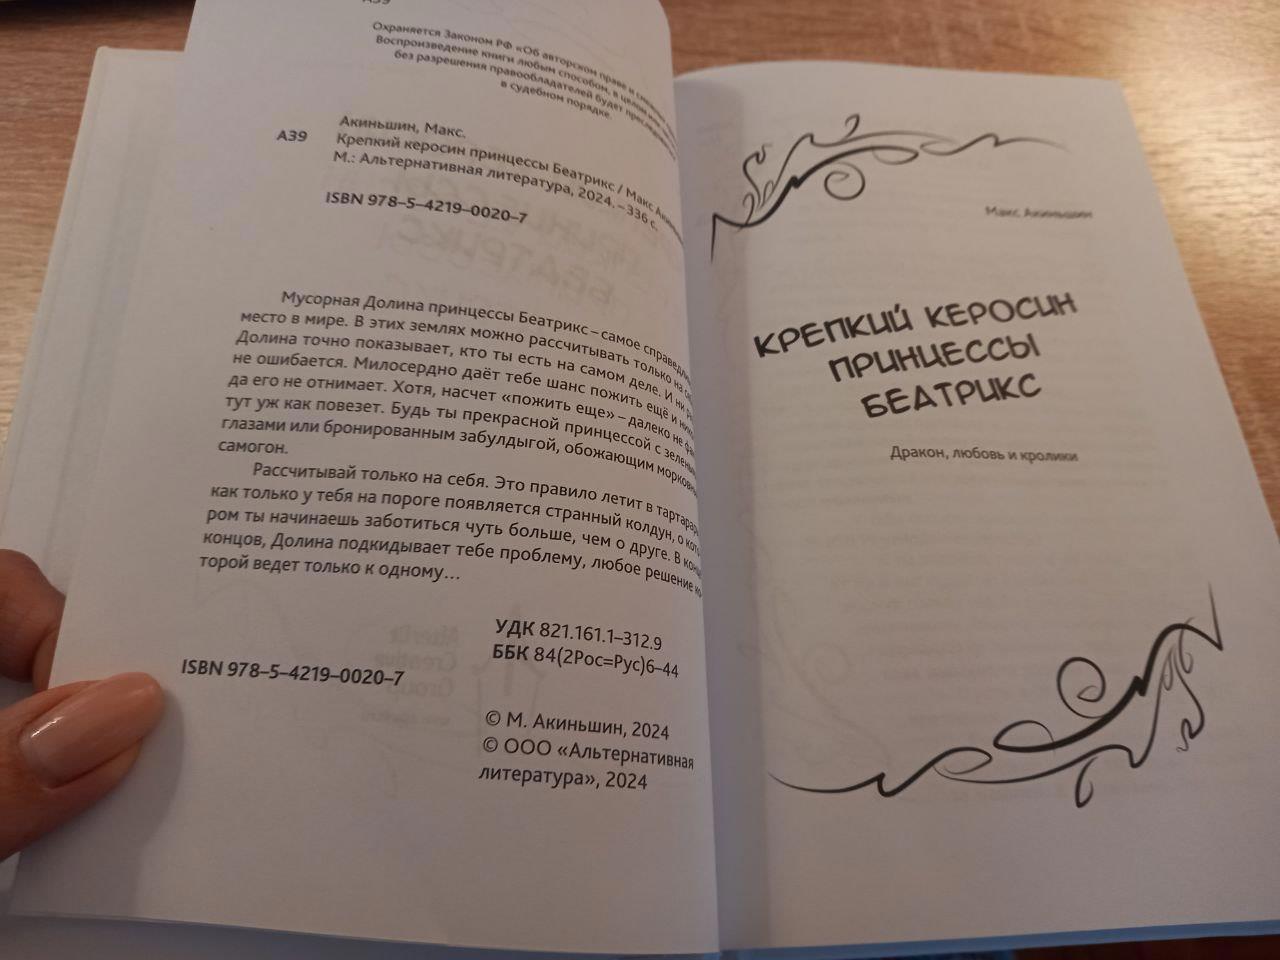 А39
Охраняется Законом РФ «Об авторском праве и
Воспроизведение книги любым способом, в целом или
без разрешения правообладателей будет
в судебном порядке.
Акиньшин, Макс.
А39
Крепкий керосин принцессы Беатрикс / Макс
М.: Альтернативная литература, 2024. – 336 с.
ISBN 978–5–4219–0020–7
Мусорная Долина принцессы Беатрикс – самое
место в мире. В этих землях можно рассчитывать только на
Долина точно показывает, кто ты есть на самом деле. И ни
не ошибается. Милосердно даёт тебе шанс пожить ещё и
да его не отнимает. Хотя, насчет «пожить еще» – далеко не
тут уж как повезет. Будь ты прекрасной принцессой с
глазами или бронированным забулдыгой, обожающим
самогон.
Рассчитывай только на себя. Это правило летит в
как только у тебя на пороге появляется странный колдун, о
ром ты начинаешь заботиться чуть больше, чем о друге. В
концов, Долина подкидывает тебе проблему, любое решение
торой ведет только к одному...
УДК 821.161.1–312.9
ББК 84(2Рос=Рус)6–44
ISBN 978–5–4219–0020–7
© М. Акиньшин, 2024
© ООО «Альтернативная
литература», 2024
Макс Акиньшин
КРЕПКИЙ КЕРОСИН
ПРИНЦЕССЫ
БЕАТРИКС
Дракон, любовь и кролики